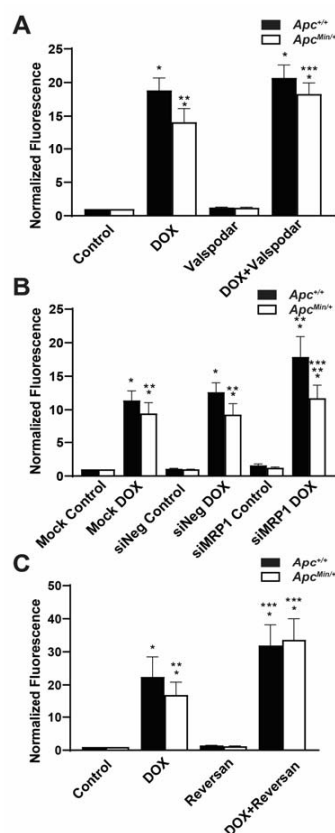 A
Apc+/+
ApcMin/+
Normalized Fluorescence
25
20
15
10
5
0
*
**
*
*
***
*
Control
DOX
Valspodar
DOX+Valspodar
B
Apc+/+
ApcMin/+
Normalized Fluorescence
25
20
15
10
5
0
*
**
*
*
**
*
**
*
***
**
*
Mock Control
Mock DOX
siNeg Control
siNeg DOX
siMRP1 Control
siMRP1 DOX
C
Apc+/+
ApcMin/+
Normalized Fluorescence
50
40
30
20
10
0
*
**
*
***
*
***
*
Control
DOX
Reversan
DOX+Reversan